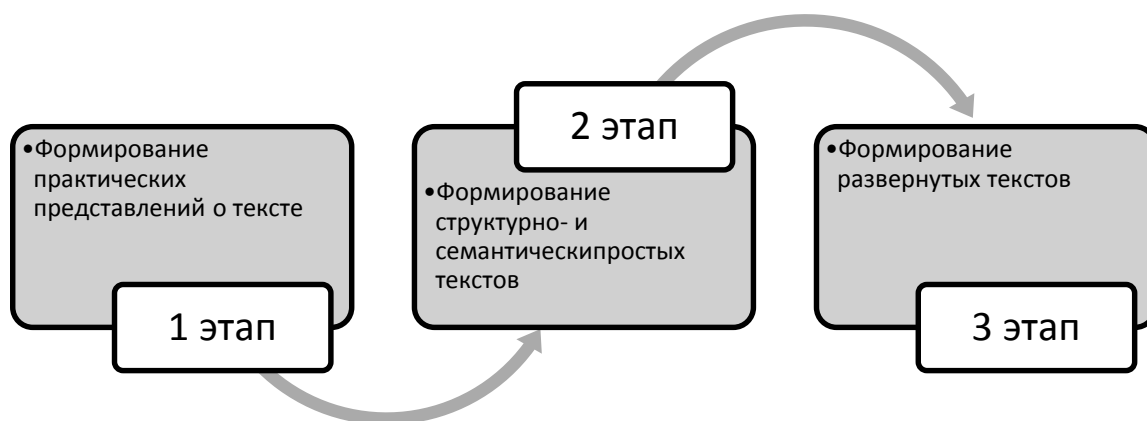 •Формирование
практических
представлений о тексте
1 этап
2 этап
•Формирование
структурно- и
семантическипростых
текстов
•Формирование
развернутых текстов
3 этап